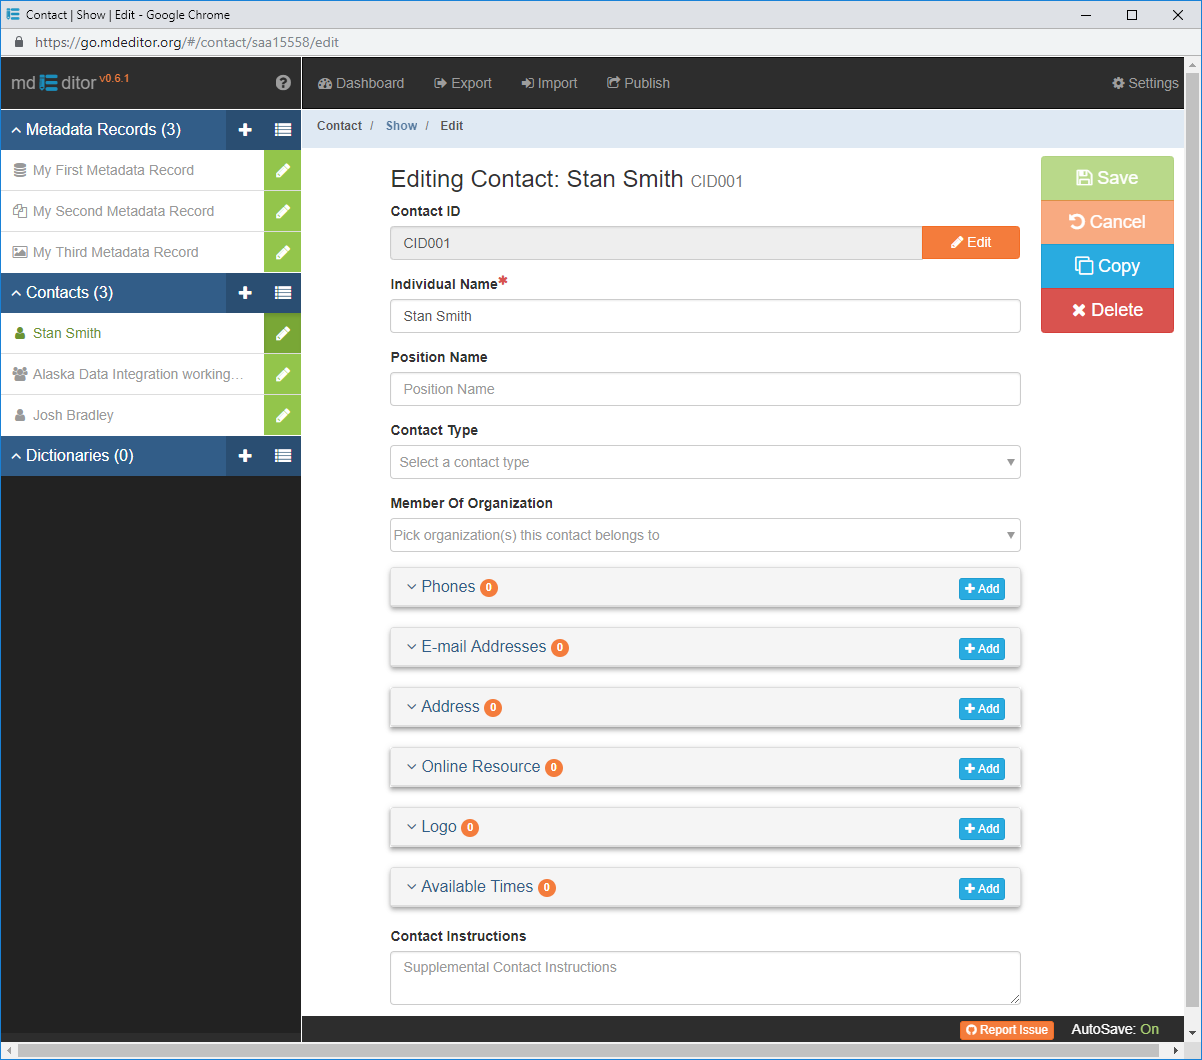 Contact | Show | Edit - Google Chrome
https://go.mdeditor.org/#/contact/saa15558/edit
md Editor v0.6.1
Dashboard Export Import Publish Settings
Metadata Records (3)
Contact / Show / Edit
My First Metadata Record
My Second Metadata Record
My Third Metadata Record
Contacts (3)
Stan Smith
Alaska Data Integration working...
Josh Bradley
Dictionaries (0)
Editing Contact: Stan Smith CID001
Contact ID
CID001 Edit
Individual Name*
Stan Smith
Position Name
Position Name
Contact Type
Select a contact type
Member Of Organization
Pick organization(s) this contact belongs to
Phones 0 Add
E-mail Addresses 0 Add
Address 0 Add
Online Resource 0 Add
Logo 0 Add
Available Times 0 Add
Contact Instructions
Supplemental Contact Instructions
Save
Cancel
Copy
Delete
Report Issue AutoSave: On